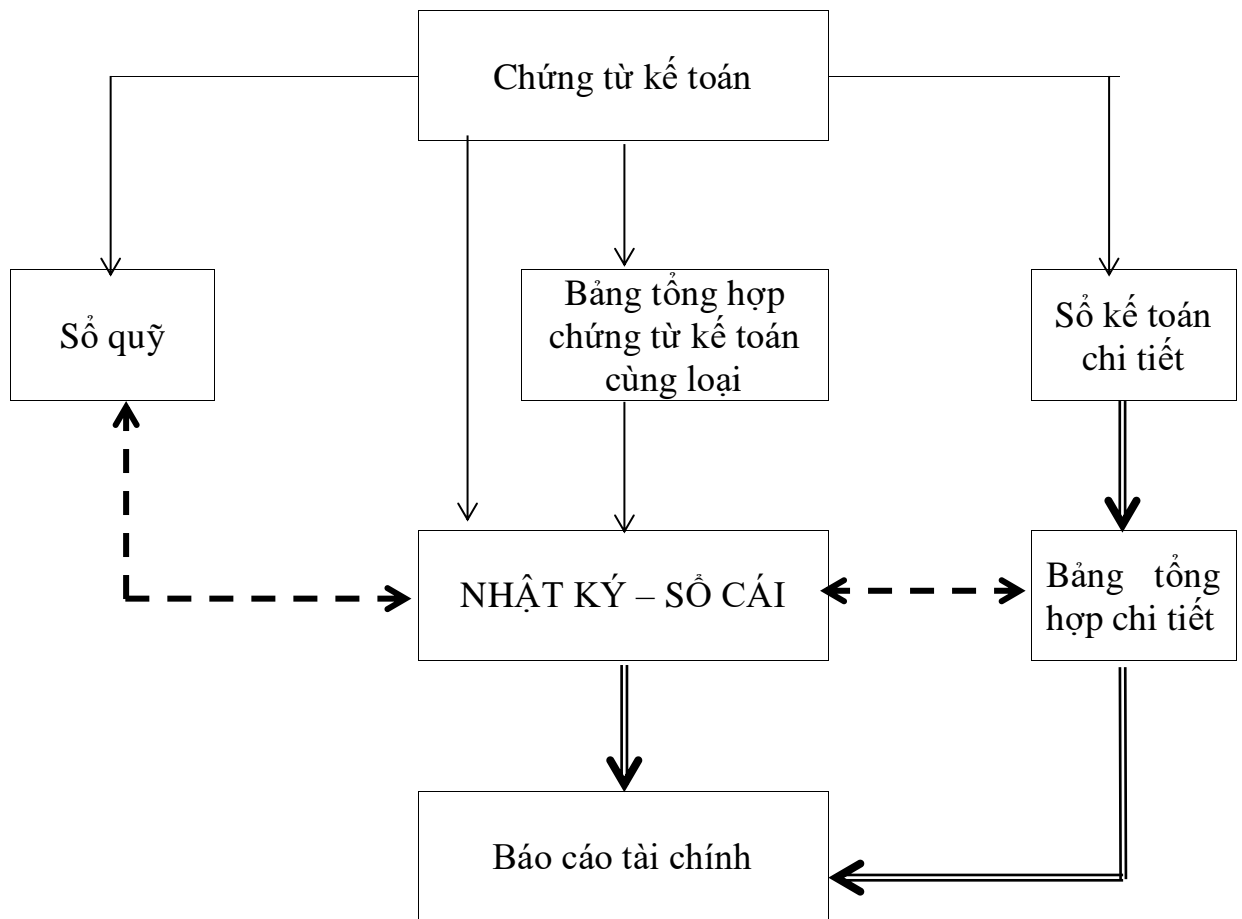 Chứng từ kế toán
Sổ quỹ
Bảng tổng hợp
chứng từ kế toán
cùng loại
Sổ kế toán
chi tiết
NHẬT KÝ – SỔ CÁI
Bảng tổng
hợp chi tiết
Báo cáo tài chính